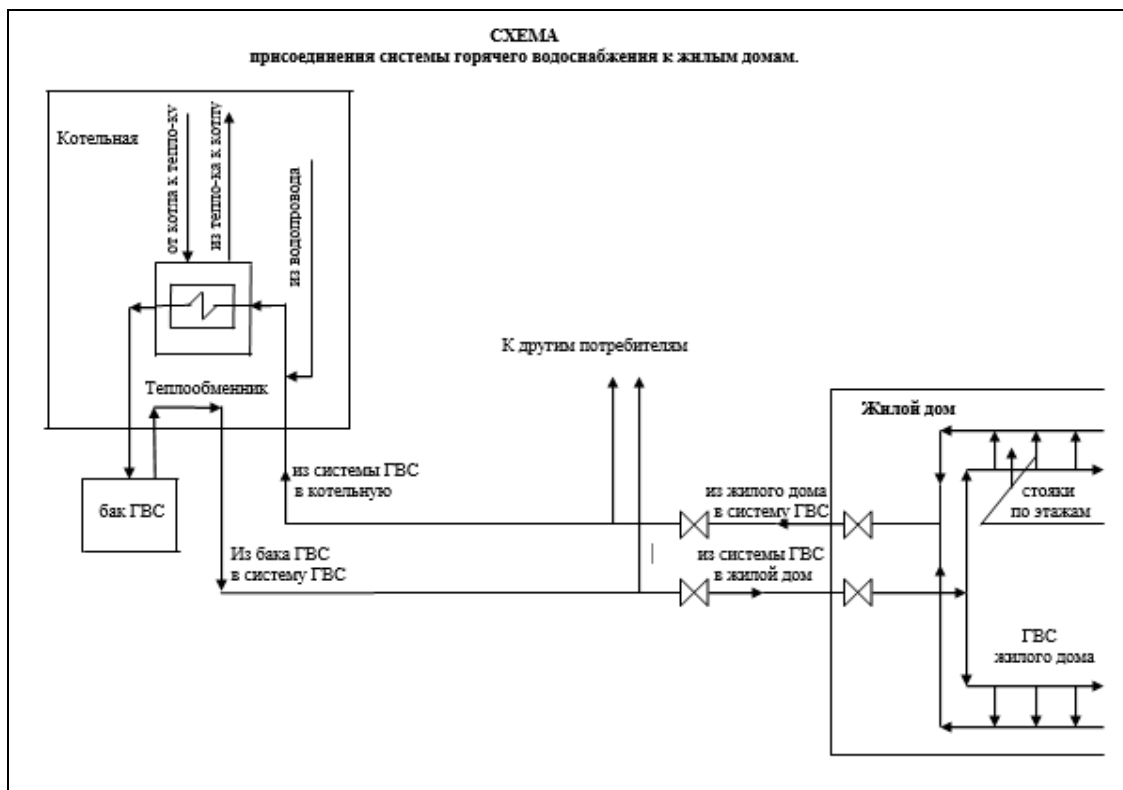 СХЕМА
присоединения системы горячего водоснабжения к жилым домам.
Котельная
от котла к тепло-ку
из тепло-ка к котлу
из водопровода
Теплообменник
К другим потребителям
Жилой дом
бак ГВС
из системы ГВС
в котельную
из жилого дома
в систему ГВС
стояки
по этажам
Из бака ГВС
в систему ГВС
из системы ГВС
в жилой дом
ГВС
жилого дома